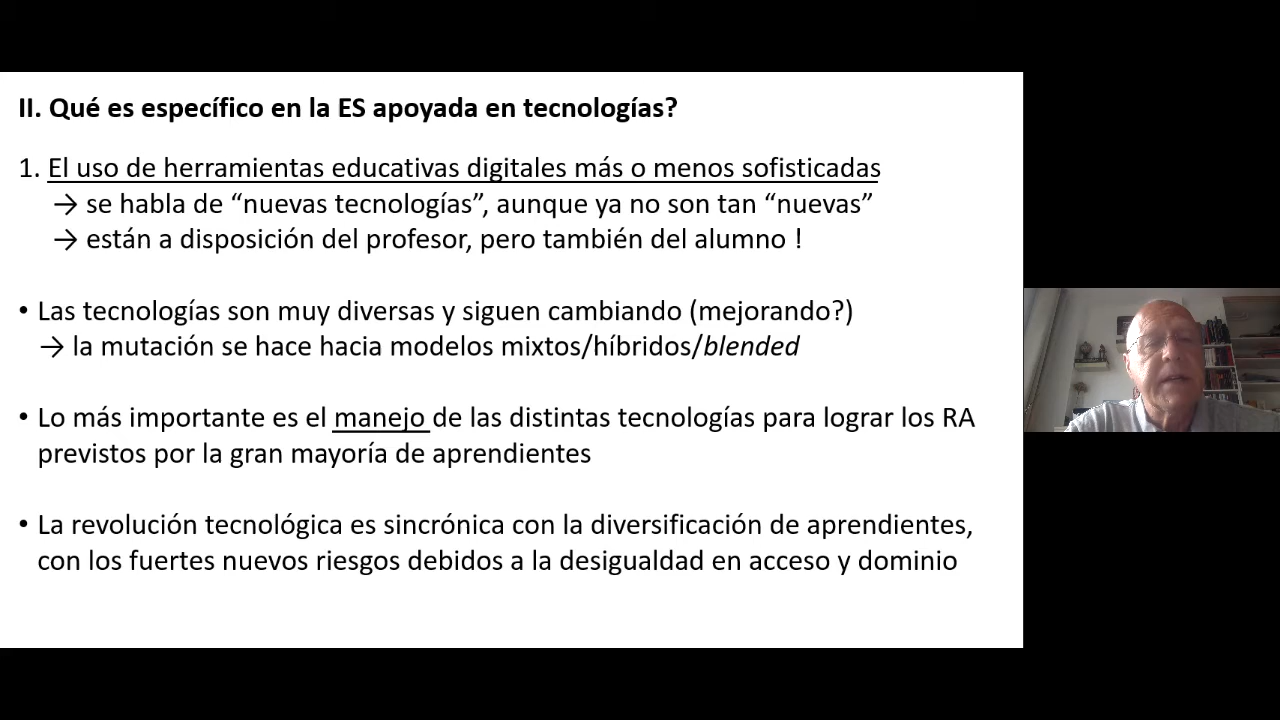 II. Qué es específico en la ES apoyada en tecnologías?
1. El uso de herramientas educativas digitales más o menos sofisticadas
→ se habla de “nuevas tecnologías”, aunque ya no son tan “nuevas”
→ están a disposición del profesor, pero también del alumno !
• Las tecnologías son muy diversas y siguen cambiando (mejorando?)
→ la mutación se hace hacia modelos mixtos/híbridos/blended
• Lo más importante es el manejo de las distintas tecnologías para lograr los RA
previstos por la gran mayoría de aprendientes
• La revolución tecnológica es sincrónica con la diversificación de aprendientes,
con los fuertes nuevos riesgos debidos a la desigualdad en acceso y dominio